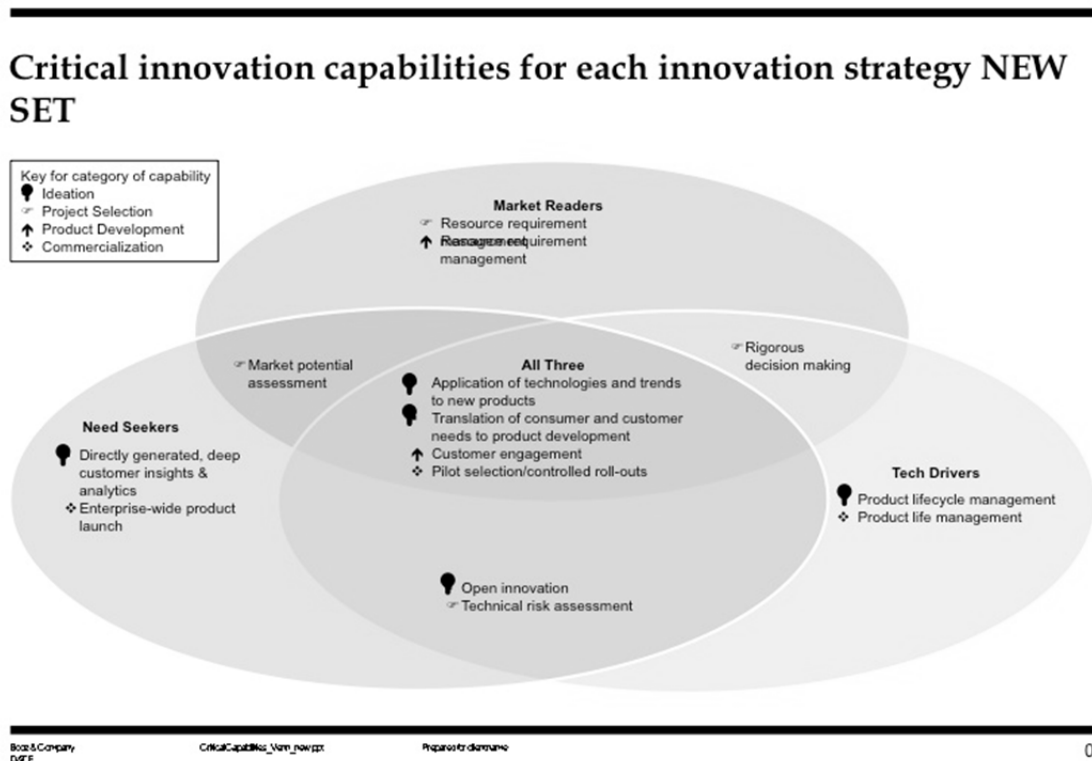 Critical innovation capabilities for each innovation strategy NEW
SET
Key for category of capability
Ideation
Project Selection
Product Development
Commercialization
Market Readers
Resource requirement
requirement
management
Market potential
assessment
All Three
Application of technologies and trends
to new products
Translation of consumer and customer
needs to product development
Customer engagement
Pilot selection/controlled roll-outs
Rigorous
decision making
Need Seekers
Directly generated, deep
customer insights &
analytics
Enterprise-wide product
launch
Tech Drivers
Product lifecycle management
Product life management
Open innovation
Technical risk assessment
Booz & Company
CriticalCapabilities_Venn_new.ppt